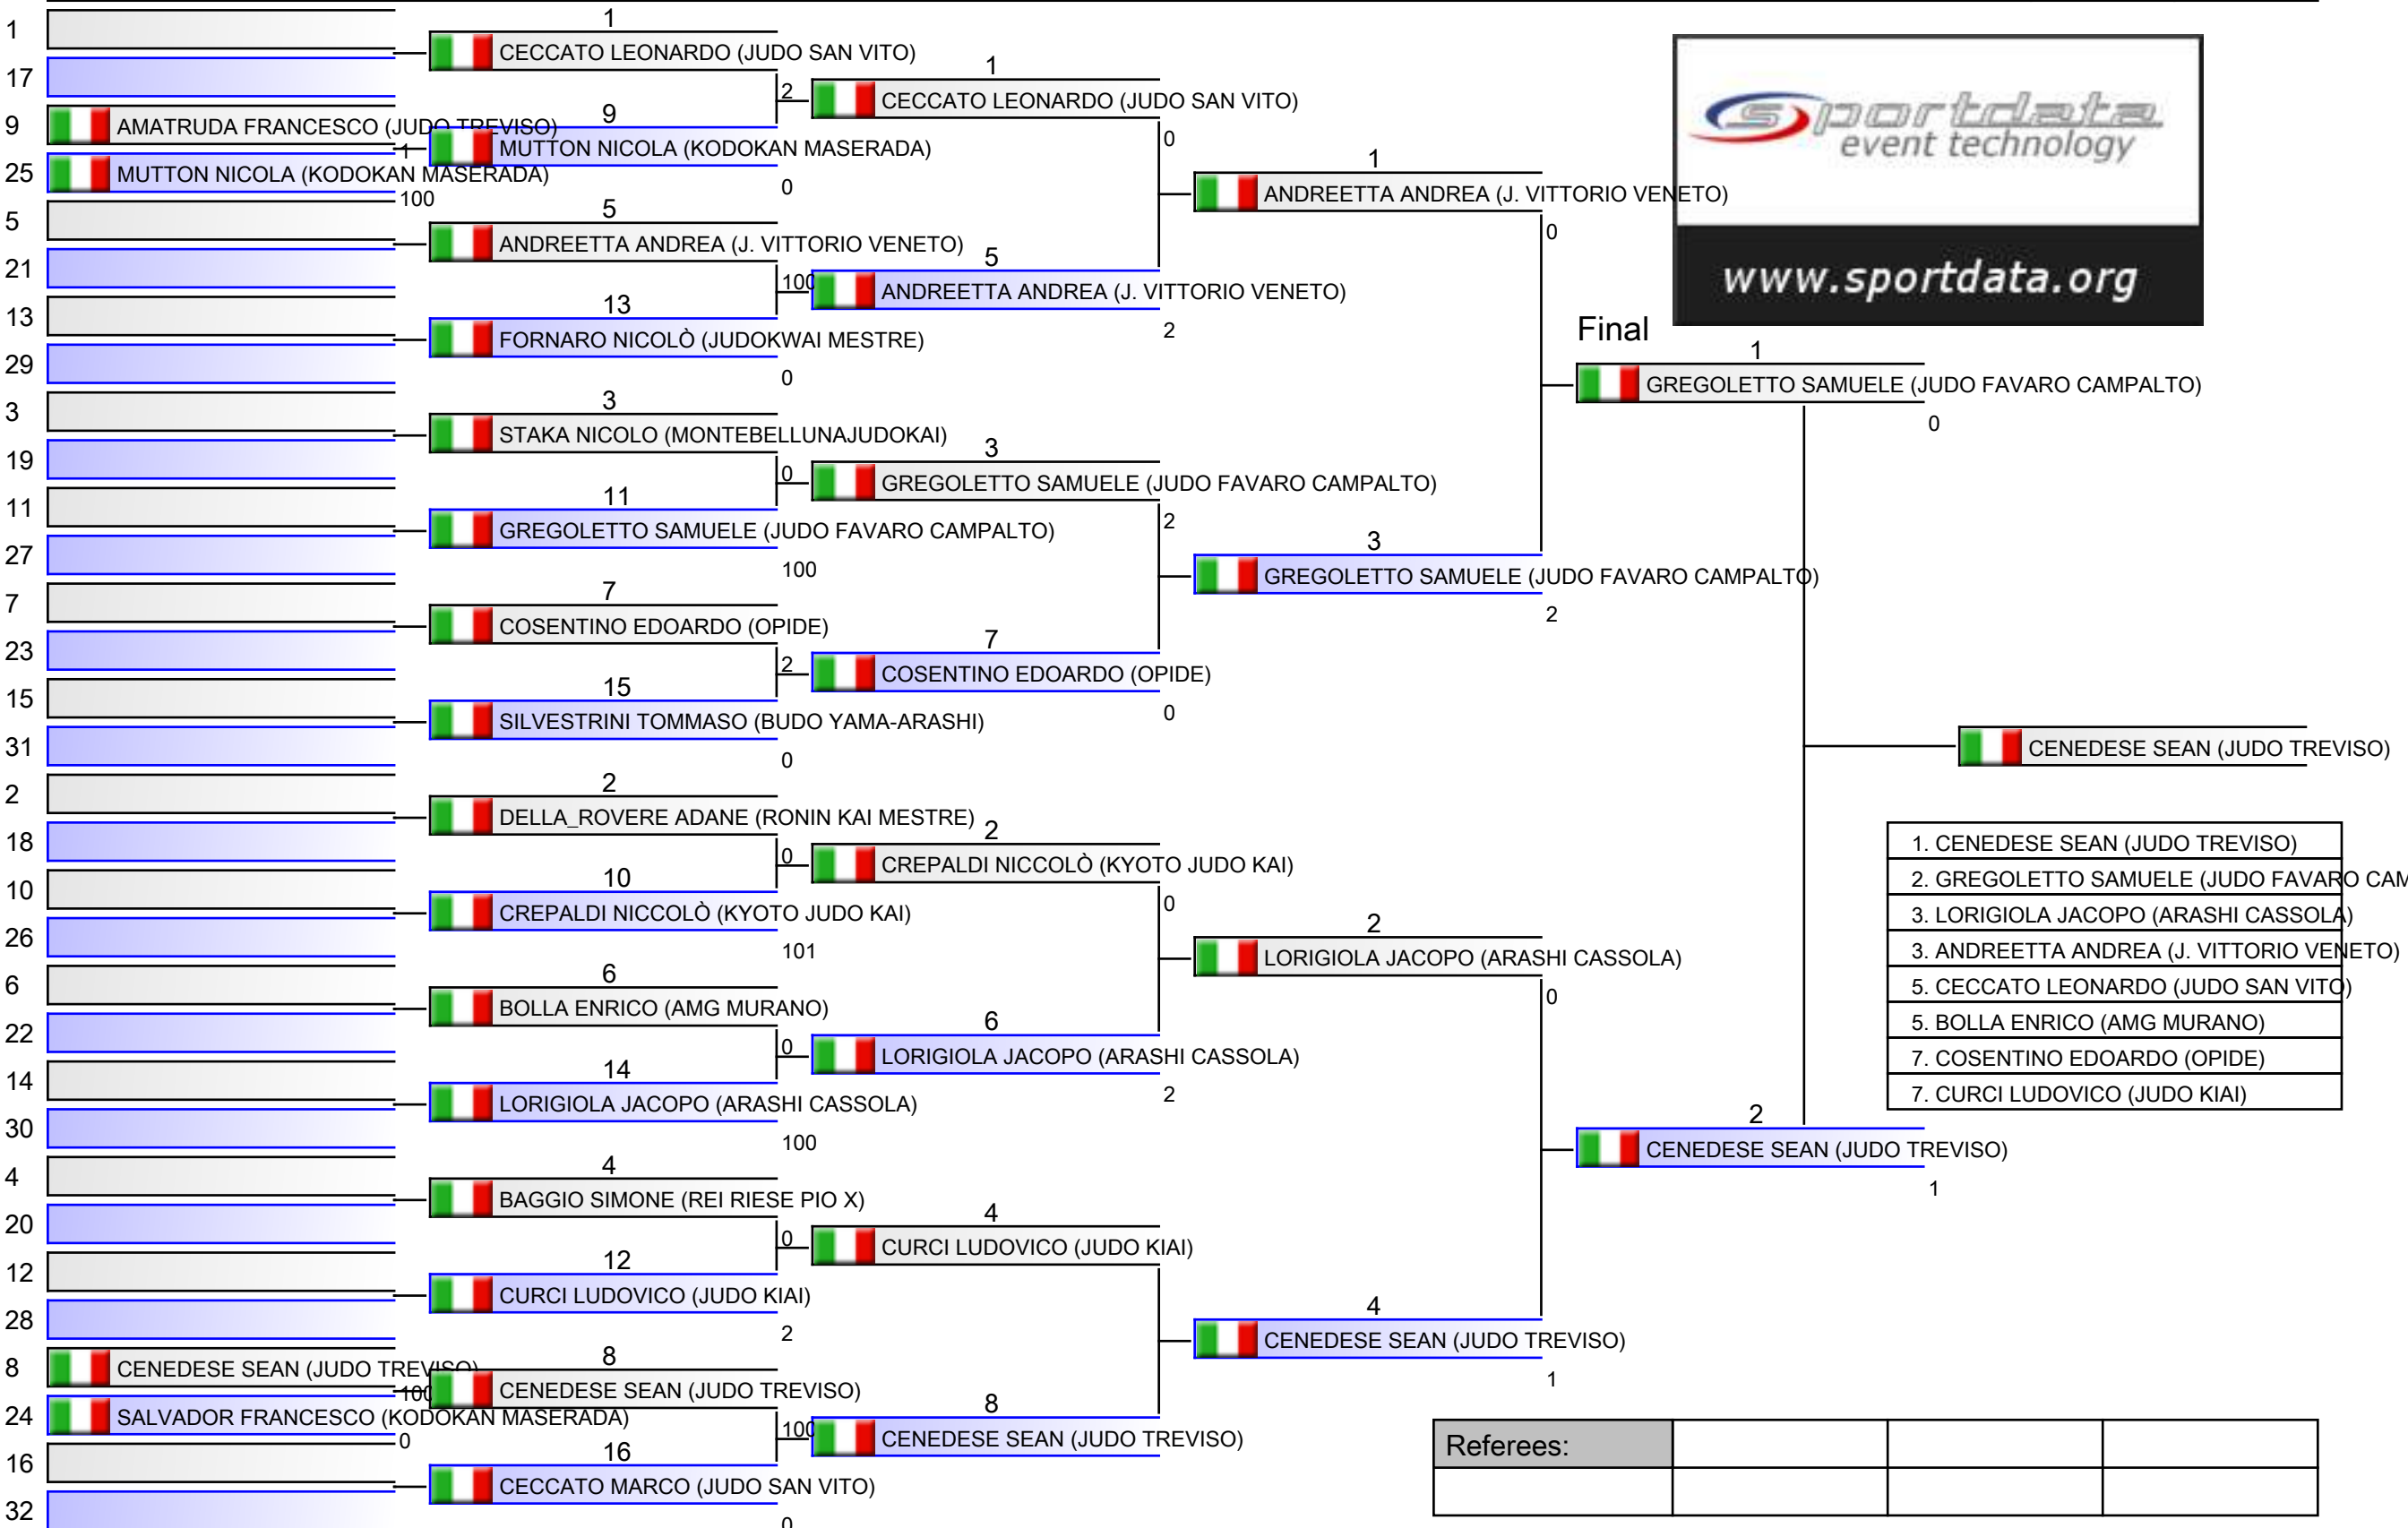 1
17
9 AMATRUDA FRANCESCO (JUDO TREVISO)
1
25 MUTTON NICOLA (KODOKAN MASERADA)
100
5
21
13
29
3
19
11
27
7
23
15
31
2
18
10
26
6
22
14
30
4
20
12
28
8 CENEDESE SEAN (JUDO TREVISO)
100
24 SALVADOR FRANCESCO (KODOKAN MASERADA)
0
16
32
1
CECCATO LEONARDO (JUDO SAN VITO)
2
9
MUTTON NICOLA (KODOKAN MASERADA)
0
5
ANDREETTA ANDREA (J. VITTORIO VENETO)
100
13
FORNARO NICOLÒ (JUDOKWAI MESTRE)
0
3
STAKA NICOLO (MONTEBELLUNAJUDOKAI)
0
11
GREGOLETTO SAMUELE (JUDO FAVARO CAMPALTO)
100
7
COSENTINO EDOARDO (OPIDE)
2
15
SILVESTRINI TOMMASO (BUDO YAMA-ARASHI)
0
2
DELLA_ROVERE ADANE (RONIN KAI MESTRE)
0
10
CREPALDI NICCOLÒ (KYOTO JUDO KAI)
101
6
BOLLA ENRICO (AMG MURANO)
0
14
LORIGIOLA JACOPO (ARASHI CASSOLA)
100
4
BAGGIO SIMONE (REI RIESE PIO X)
0
12
CURCI LUDOVICO (JUDO KIAI)
2
8
CENEDESE SEAN (JUDO TREVISO)
100
16
CECCATO MARCO (JUDO SAN VITO)
0
1
CECCATO LEONARDO (JUDO SAN VITO)
0
5
ANDREETTA ANDREA (J. VITTORIO VENETO)
2
3
GREGOLETTO SAMUELE (JUDO FAVARO CAMPALTO)
2
7
COSENTINO EDOARDO (OPIDE)
0
2
CREPALDI NICCOLÒ (KYOTO JUDO KAI)
0
6
LORIGIOLA JACOPO (ARASHI CASSOLA)
2
4
CURCI LUDOVICO (JUDO KIAI)
8
CENEDESE SEAN (JUDO TREVISO)
1
ANDREETTA ANDREA (J. VITTORIO VENETO)
0
3
GREGOLETTO SAMUELE (JUDO FAVARO CAMPALTO)
2
2
LORIGIOLA JACOPO (ARASHI CASSOLA)
0
4
CENEDESE SEAN (JUDO TREVISO)
1
sportdata
event technology
www.sportdata.org
Final
1
GREGOLETTO SAMUELE (JUDO FAVARO CAMPALTO)
0
2
CENEDESE SEAN (JUDO TREVISO)
1
CENEDESE SEAN (JUDO TREVISO)
1. CENEDESE SEAN (JUDO TREVISO)
2. GREGOLETTO SAMUELE (JUDO FAVARO CAM
3. LORIGIOLA JACOPO (ARASHI CASSOLA)
3. ANDREETTA ANDREA (J. VITTORIO VENETO)
5. CECCATO LEONARDO (JUDO SAN VITO)
5. BOLLA ENRICO (AMG MURANO)
7. COSENTINO EDOARDO (OPIDE)
7. CURCI LUDOVICO (JUDO KIAI)
Referees: